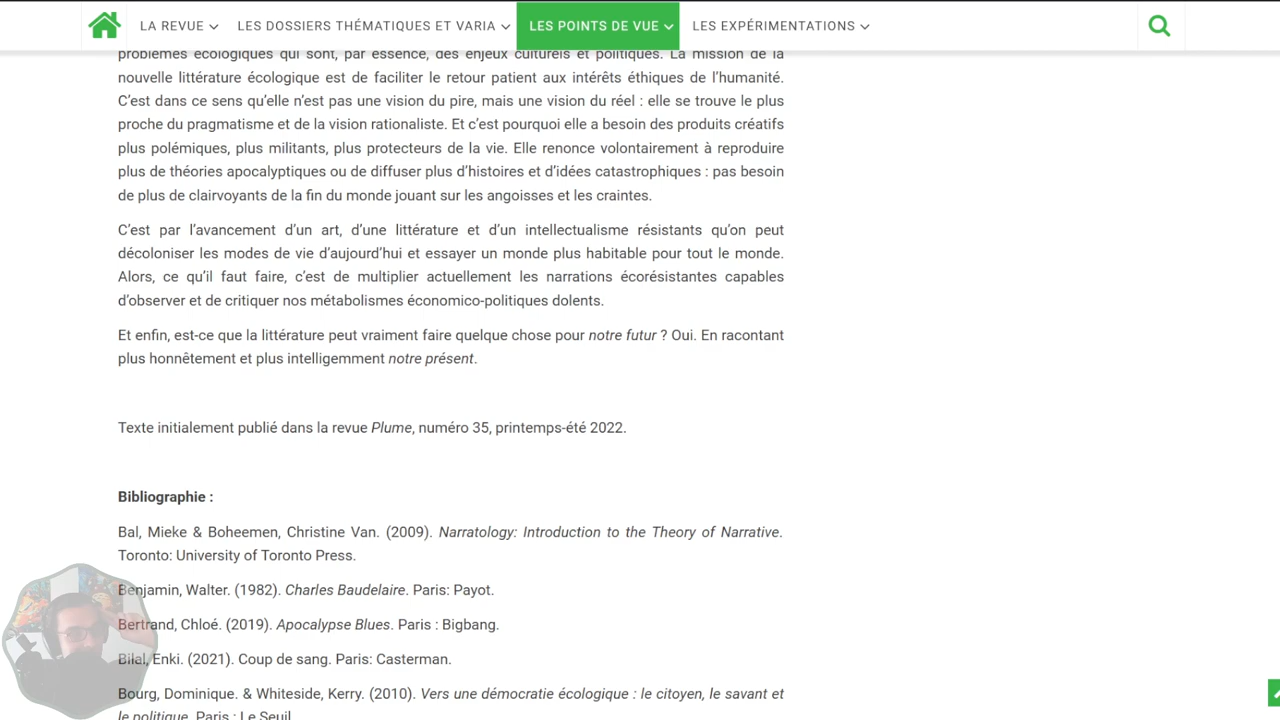 LA REVUE LES DOSSIERS THÉMATIQUES ET VARIA LES POINTS DE VUE LES EXPÉRIMENTATIONS
problèmes écologiques qui sont, par essence, des enjeux culturels et politiques. La mission de la
nouvelle littérature écologique est de faciliter le retour patient aux intérêts éthiques de l’humanité.
C’est dans ce sens qu’elle n’est pas une vision du pire, mais une vision du réel : elle se trouve le plus
proche du pragmatisme et de la vision rationaliste. Et c’est pourquoi elle a besoin des produits créatifs
plus polémiques, plus militants, plus protecteurs de la vie. Elle renonce volontairement à reproduire
plus de théories apocalyptiques ou de diffuser plus d’histoires et d’idées catastrophiques : pas besoin
de plus de clairvoyants de la fin du monde jouant sur les angoisses et les craintes.
C’est par l’avancement d’un art, d’une littérature et d’un intellectualisme résistants qu’on peut
décoloniser les modes de vie d’aujourd’hui et essayer un monde plus habitable pour tout le monde.
Alors, ce qu’il faut faire, c’est de multiplier actuellement les narrations écorésistantes capables
d’observer et de critiquer nos métabolismes économico-politiques dolents.
Et enfin, est-ce que la littérature peut vraiment faire quelque chose pour notre futur ? Oui. En racontant
plus honnêtement et plus intelligemment notre présent.
Texte initialement publié dans la revue Plume, numéro 35, printemps-été 2022.
Bibliographie :
Bal, Mieke & Boheemen, Christine Van. (2009). Narratology: Introduction to the Theory of Narrative.
Toronto: University of Toronto Press.
Benjamin, Walter. (1982). Charles Baudelaire. Paris: Payot.
Bertrand, Chloé. (2019). Apocalypse Blues. Paris : Bigbang.
Bilal, Enki. (2021). Coup de sang. Paris: Casterman.
Bourg, Dominique. & Whiteside, Kerry. (2010). Vers une démocratie écologique : le citoyen, le savant et
le politique. Paris : Le Seuil.